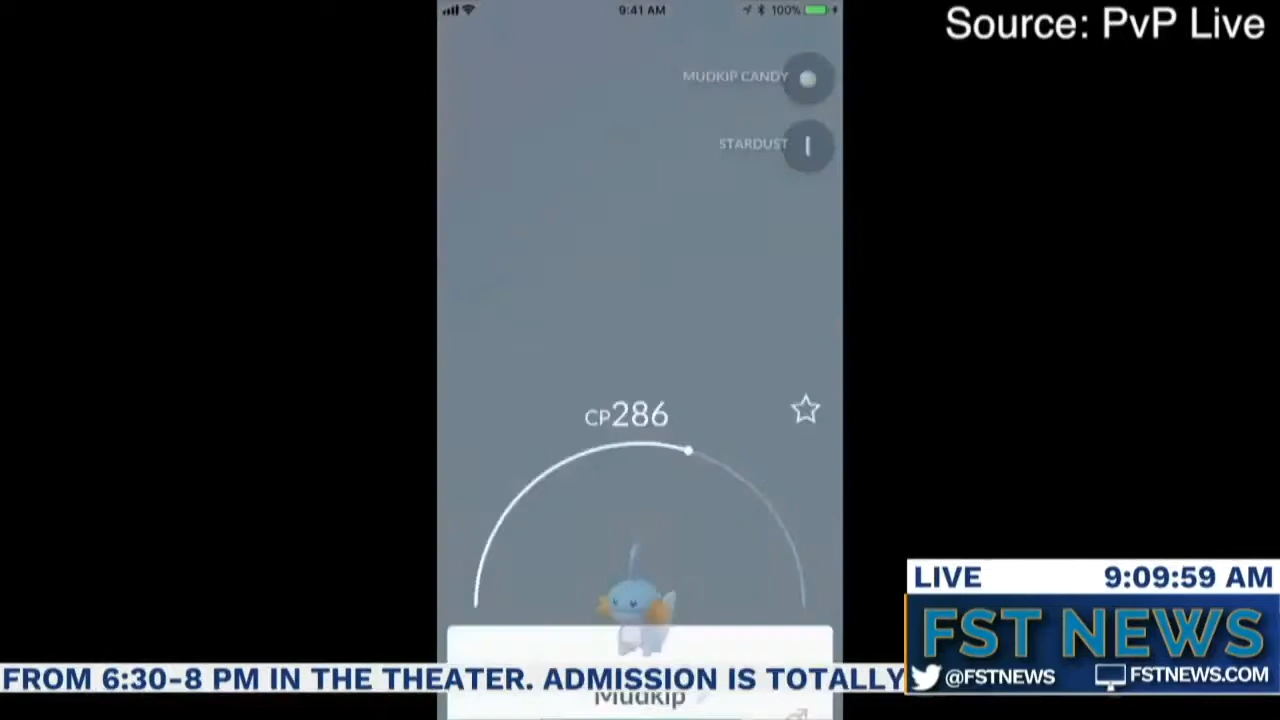 Source: PvP Live
9:41 AM
100%
MUDKIP CANDY
STARDUST
CP286
Mudkip
FROM 6:30-8 PM IN THE THEATER. ADMISSION IS TOTALLY
LIVE
9:09:59 AM
FST NEWS
@FSTNEWS
FSTNEWS.COM